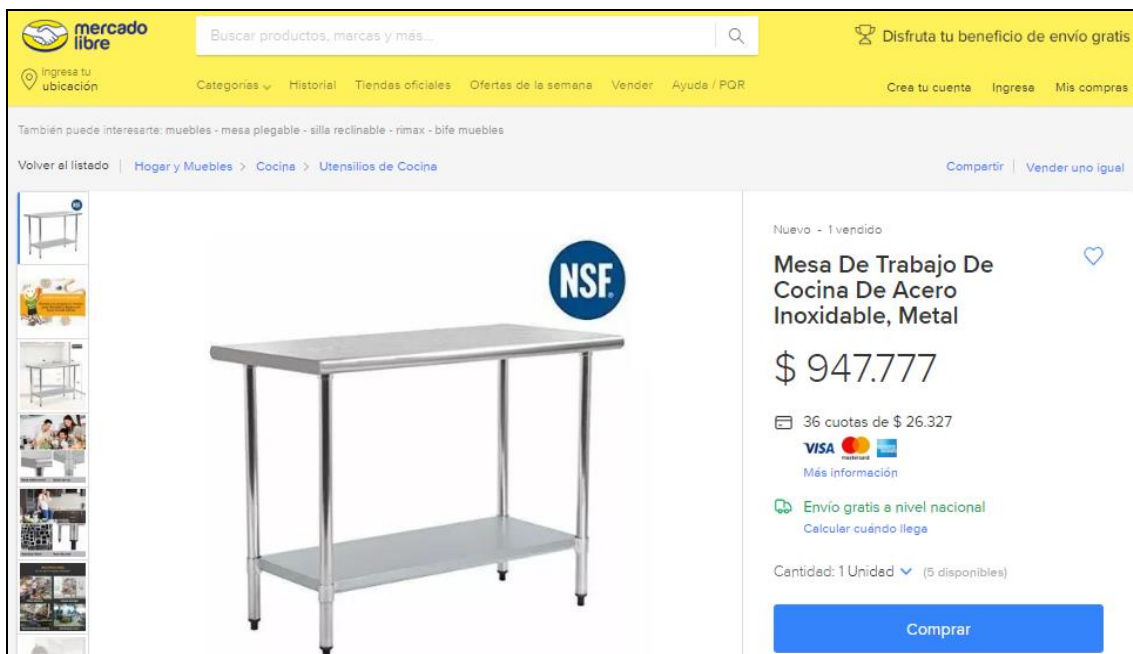 mercado
libre
Buscar productos, marcas y más...
Disfruta tu beneficio de envío gratis
Ingresa tu
ubicación
Categorías Historial Tiendas oficiales Ofertas de la semana Vender Ayuda / PQR
Crea tu cuenta Ingresa Mis compras
También puede interesarte: muebles - mesa plegable - silla reclinable - rimax - bife muebles
Volver al listado | Hogar y Muebles > Cocina > Utensilios de Cocina
Compartir | Vender uno igual
NSF
Nuevo - 1 vendido
Mesa De Trabajo De
Cocina De Acero
Inoxidable, Metal
$ 947.777
36 cuotas de $ 26.327
VISA mastercard
Más información
Envío gratis a nivel nacional
Calcular cuándo llega
Cantidad: 1 Unidad (5 disponibles)
Comprar